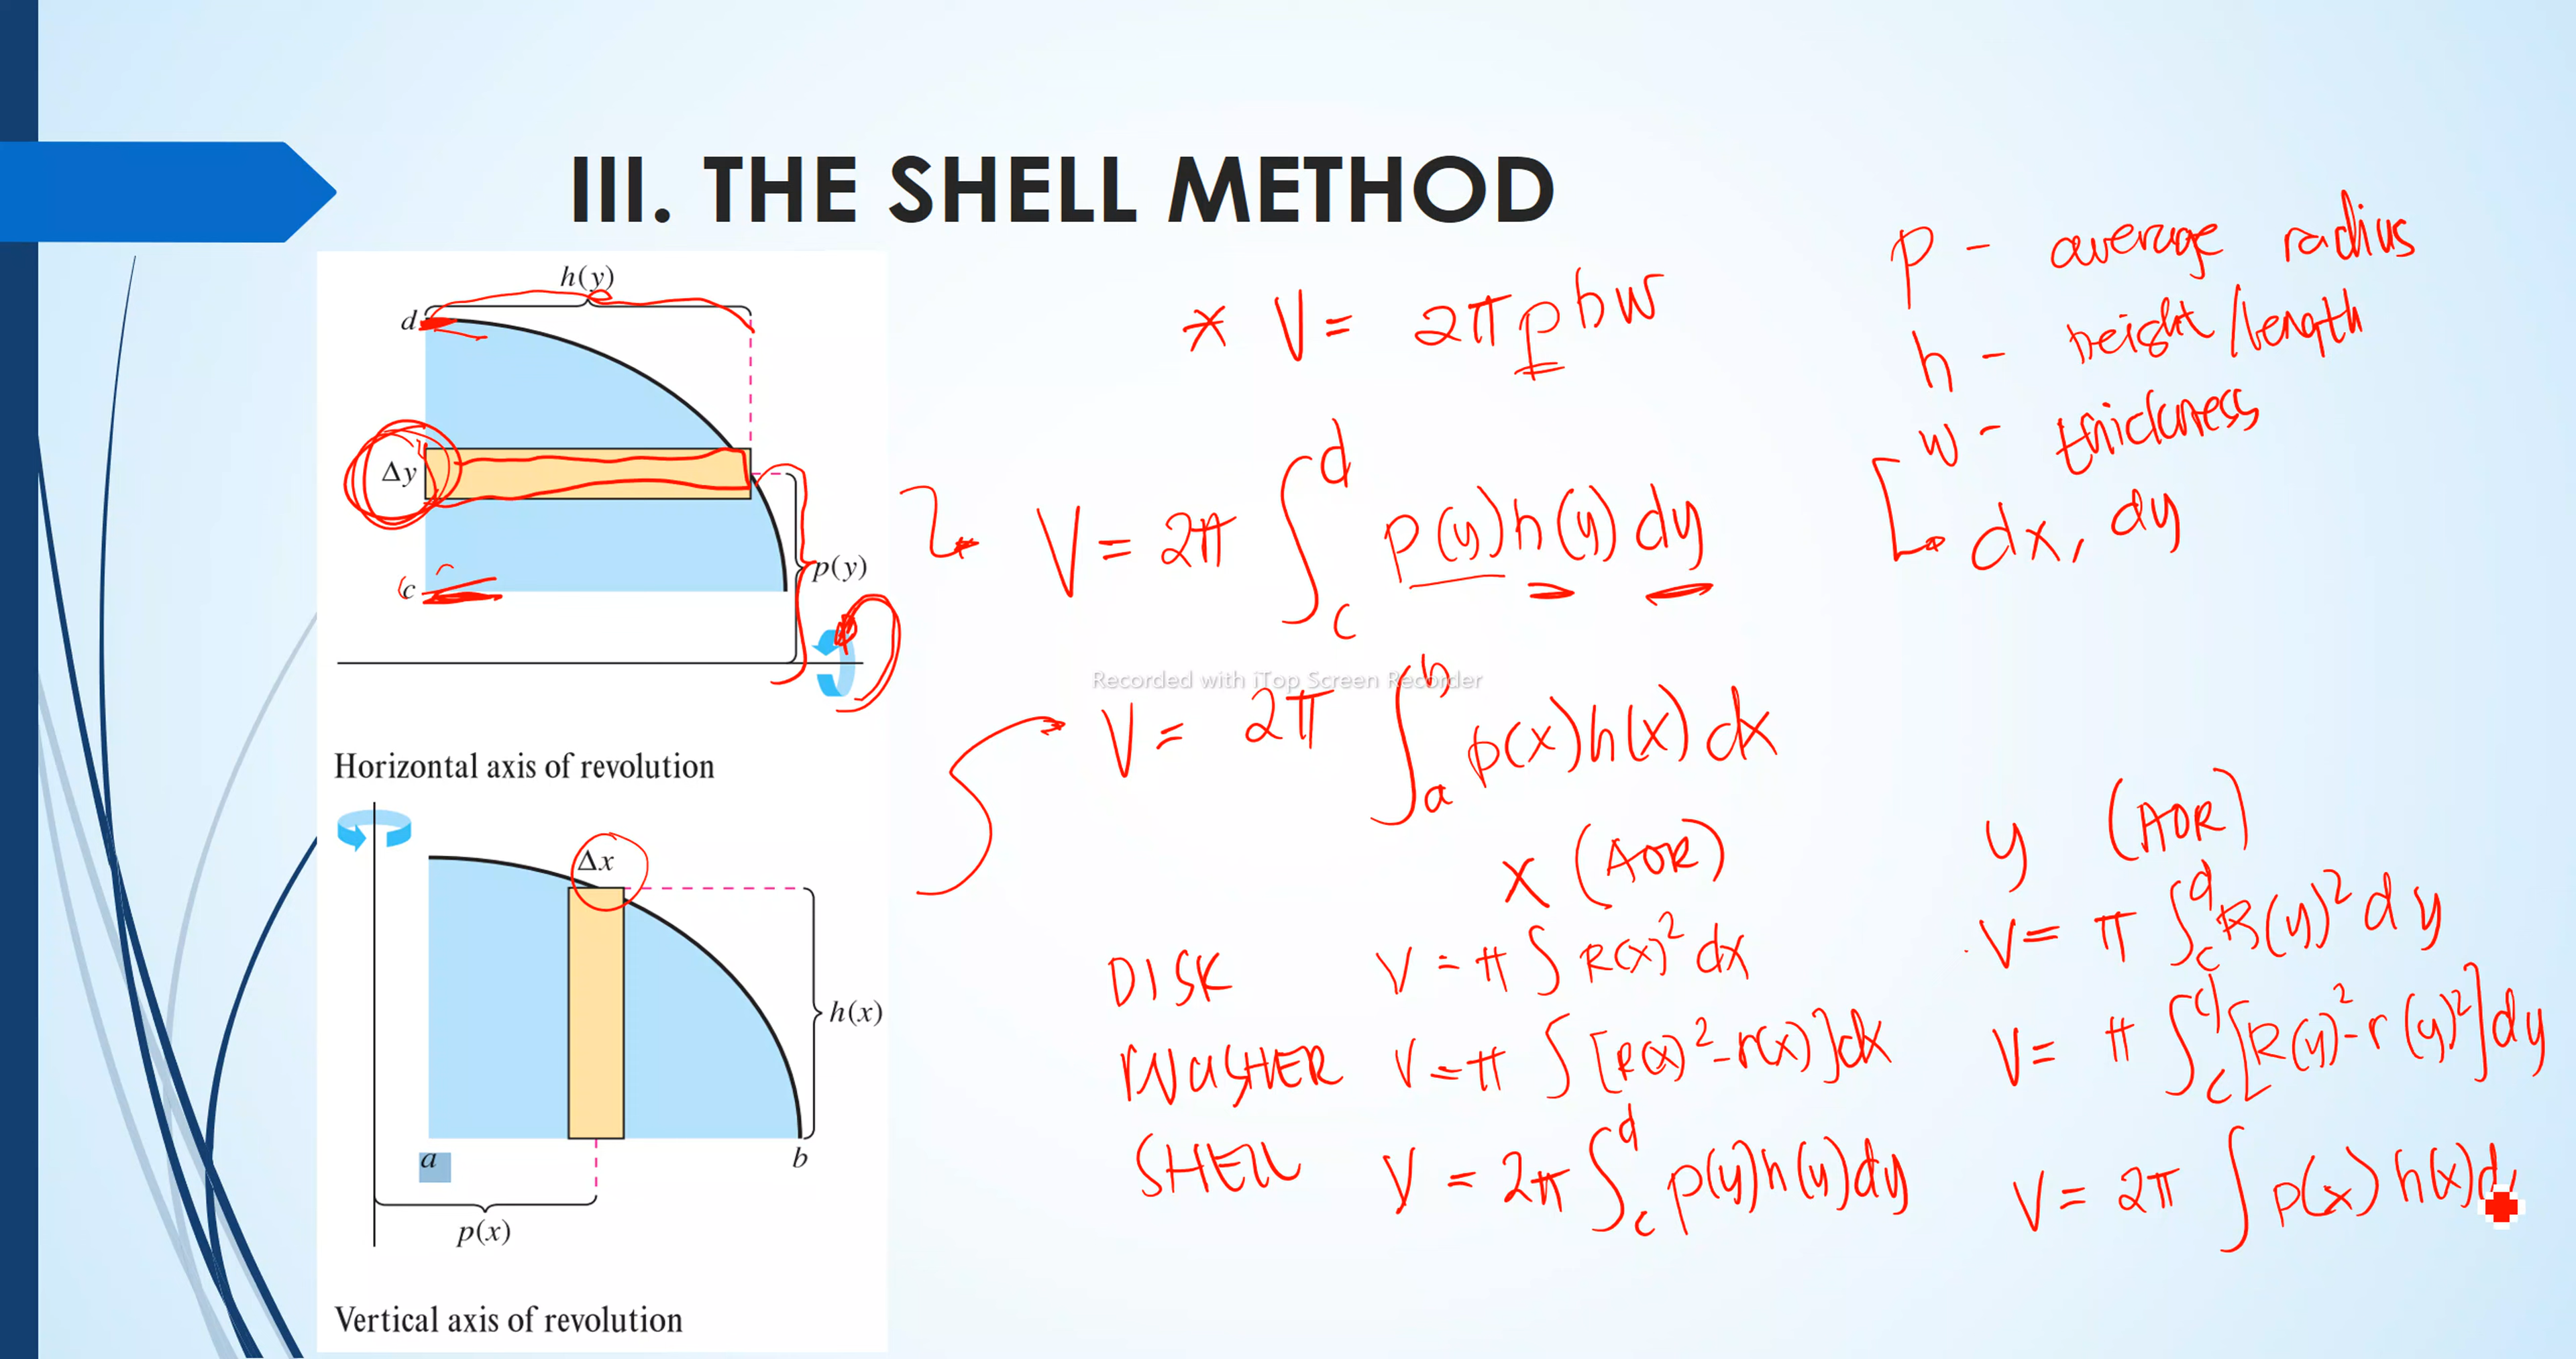 III. THE SHELL METHOD
h(y)
d
Δy
c
p(y)
Horizontal axis of revolution
Δx
h(x)
a
b
p(x)
Vertical axis of revolution
* V = 2πphw
p - average radius
h - height/length
w - thickness
dx, dy
V = 2π ∫_c^d p(y)h(y)dy
Recorded with iTop Screen Recorder
V = 2π ∫_a^b p(x)h(x)dx
x (AOR) y (AOR)
DISK V = π ∫ R(x)² dx V = π ∫_c^d R(y)² dy
WASHER V = π ∫ [R(x)² - r(x)]dx V = π ∫_c^d [R(y)² - r(y)²]dy
SHELL V = 2π ∫_c^d p(y)h(y)dy V = 2π ∫ p(x)h(x)d